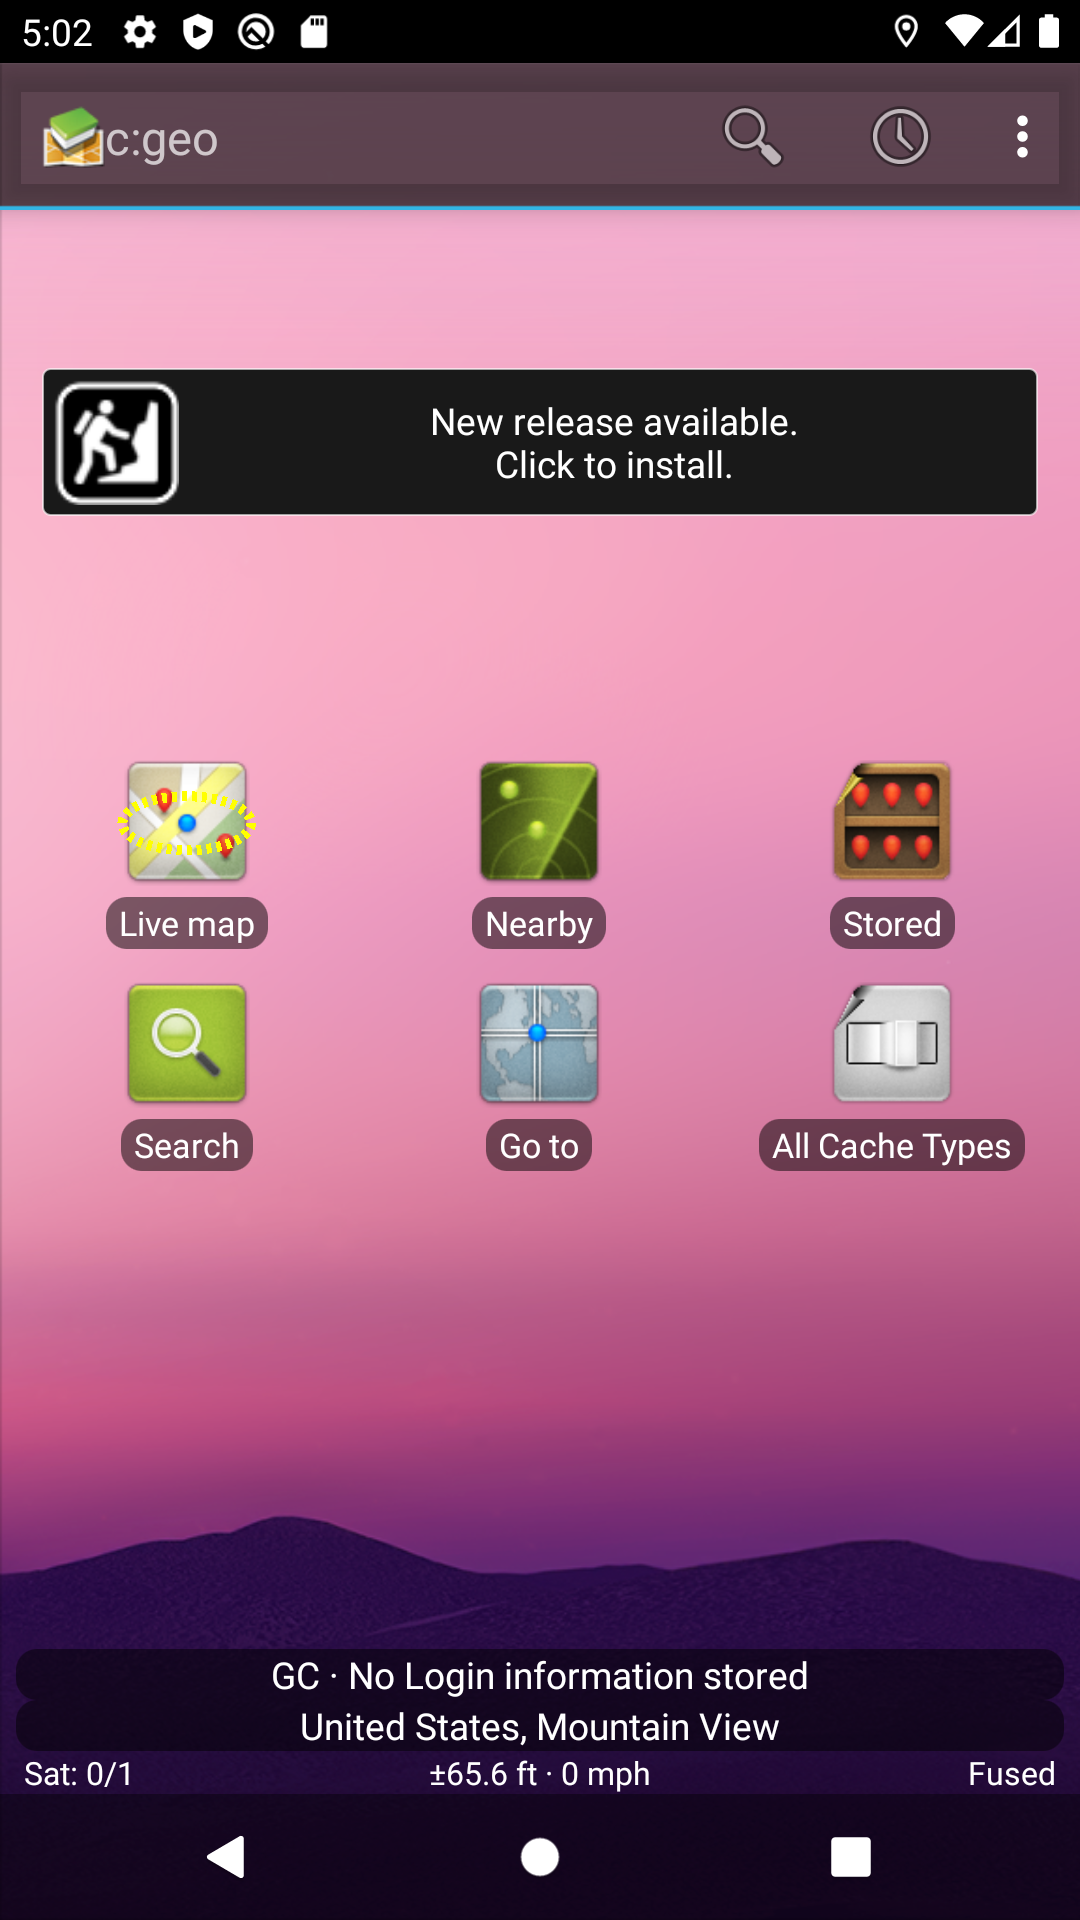 5:02
c:geo
New release available.
Click to install.
Live map
Nearby
Stored
Search
Go to
All Cache Types
GC · No Login information stored
United States, Mountain View
Sat: 0/1
±65.6 ft · 0 mph
Fused